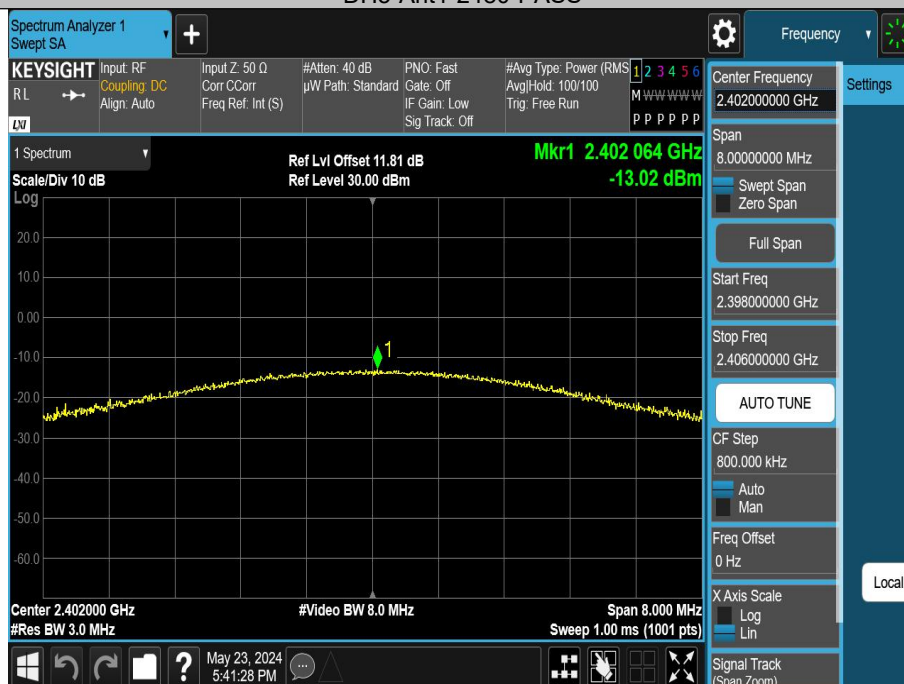 Spectrum Analyzer 1
Swept SA
Frequency
KEYSIGHT
RL
LXI
Input: RF
Coupling: DC
Align: Auto
Input Z: 50 Ω
Corr CCorr
Freq Ref: Int (S)
#Atten: 40 dB
µW Path: Standard
PNO: Fast
Gate: Off
IF Gain: Low
Sig Track: Off
#Avg Type: Power (RMS
Avg|Hold: 100/100
Trig: Free Run
1 2 3 4 5 6
M W W W W W
P P P P P P
Settings
Center Frequency
2.402000000 GHz
Span
8.00000000 MHz
Swept Span
Zero Span
Full Span
Start Freq
2.398000000 GHz
Stop Freq
2.406000000 GHz
AUTO TUNE
CF Step
800.000 kHz
Auto
Man
Freq Offset
0 Hz
X Axis Scale
Log
Lin
Signal Track
(Span Zoom)
Local
1 Spectrum
Scale/Div 10 dB
Log
Ref Lvl Offset 11.81 dB
Ref Level 30.00 dBm
Mkr1 2.402 064 GHz
-13.02 dBm
20.0
10.0
0.00
-10.0
-20.0
-30.0
-40.0
-50.0
-60.0
1
Center 2.402000 GHz
#Res BW 3.0 MHz
#Video BW 8.0 MHz
Span 8.000 MHz
Sweep 1.00 ms (1001 pts)
?
May 23, 2024
5:41:28 PM